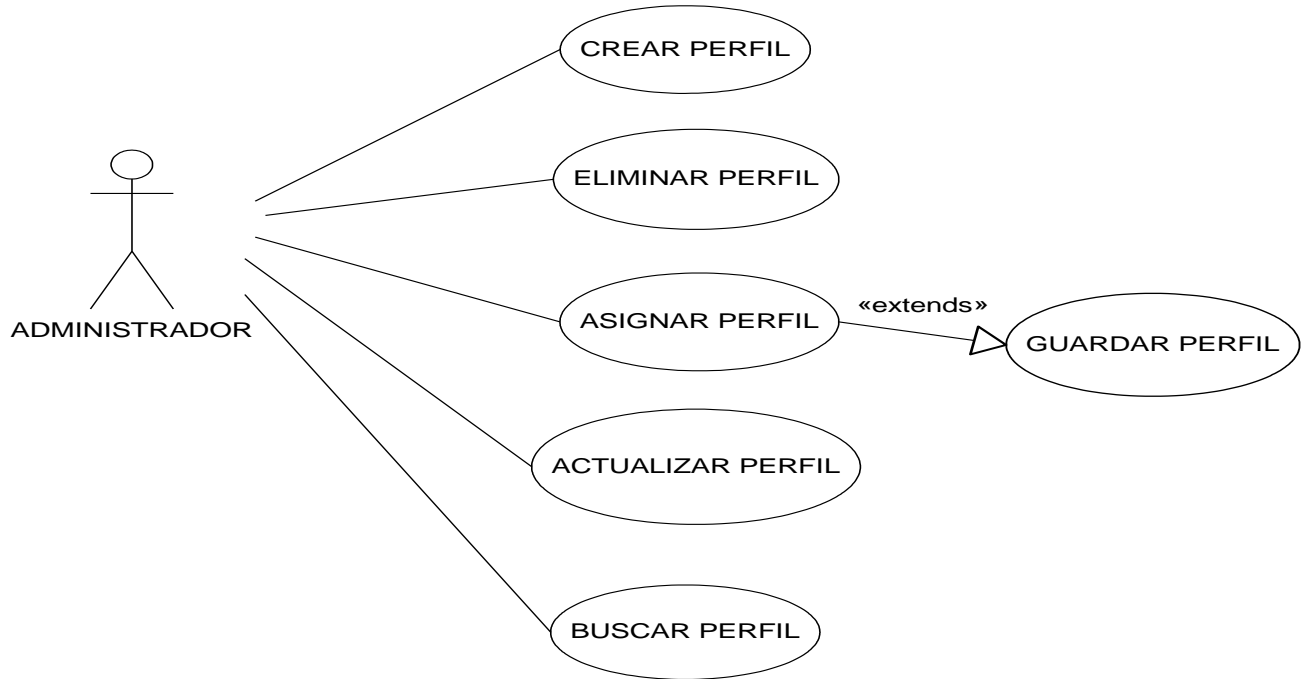 CREAR PERFIL
ELIMINAR PERFIL
ADMINISTRADOR
ASIGNAR PERFIL
«extends»
GUARDAR PERFIL
ACTUALIZAR PERFIL
BUSCAR PERFIL